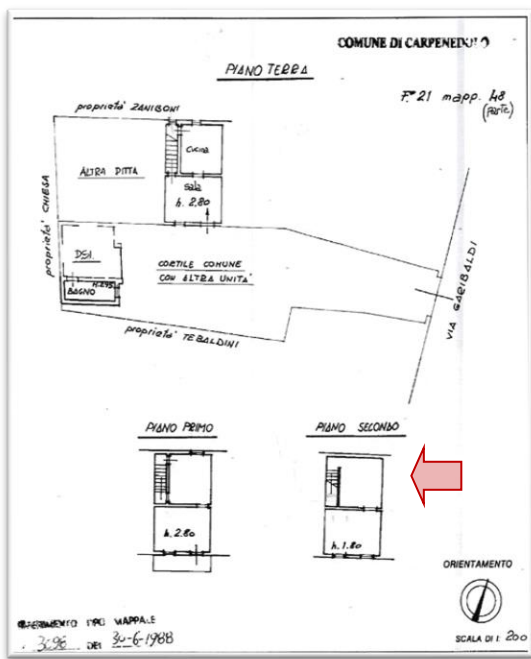 COMUNE DI CARPENEDOLO
PIANO TERRA
F° 21 mapp. 48
(parte)
proprietà ZANIBONI
cucina
ALTRA DITTA
sala
h. 2,80
proprietà CHIESA
DSI.
CORTILE COMUNE
CON ALTRA UNITA'
BAGNO
VIA GARIBALDI
proprietà TEBALDINI
PIANO PRIMO
PIANO SECONDO
h. 2.80
h. 1.80
ORIENTAMENTO
RIFERIMENTO TIPO MAPPALE
3696 DEL 30-6-1988
SCALA DI 1: 200